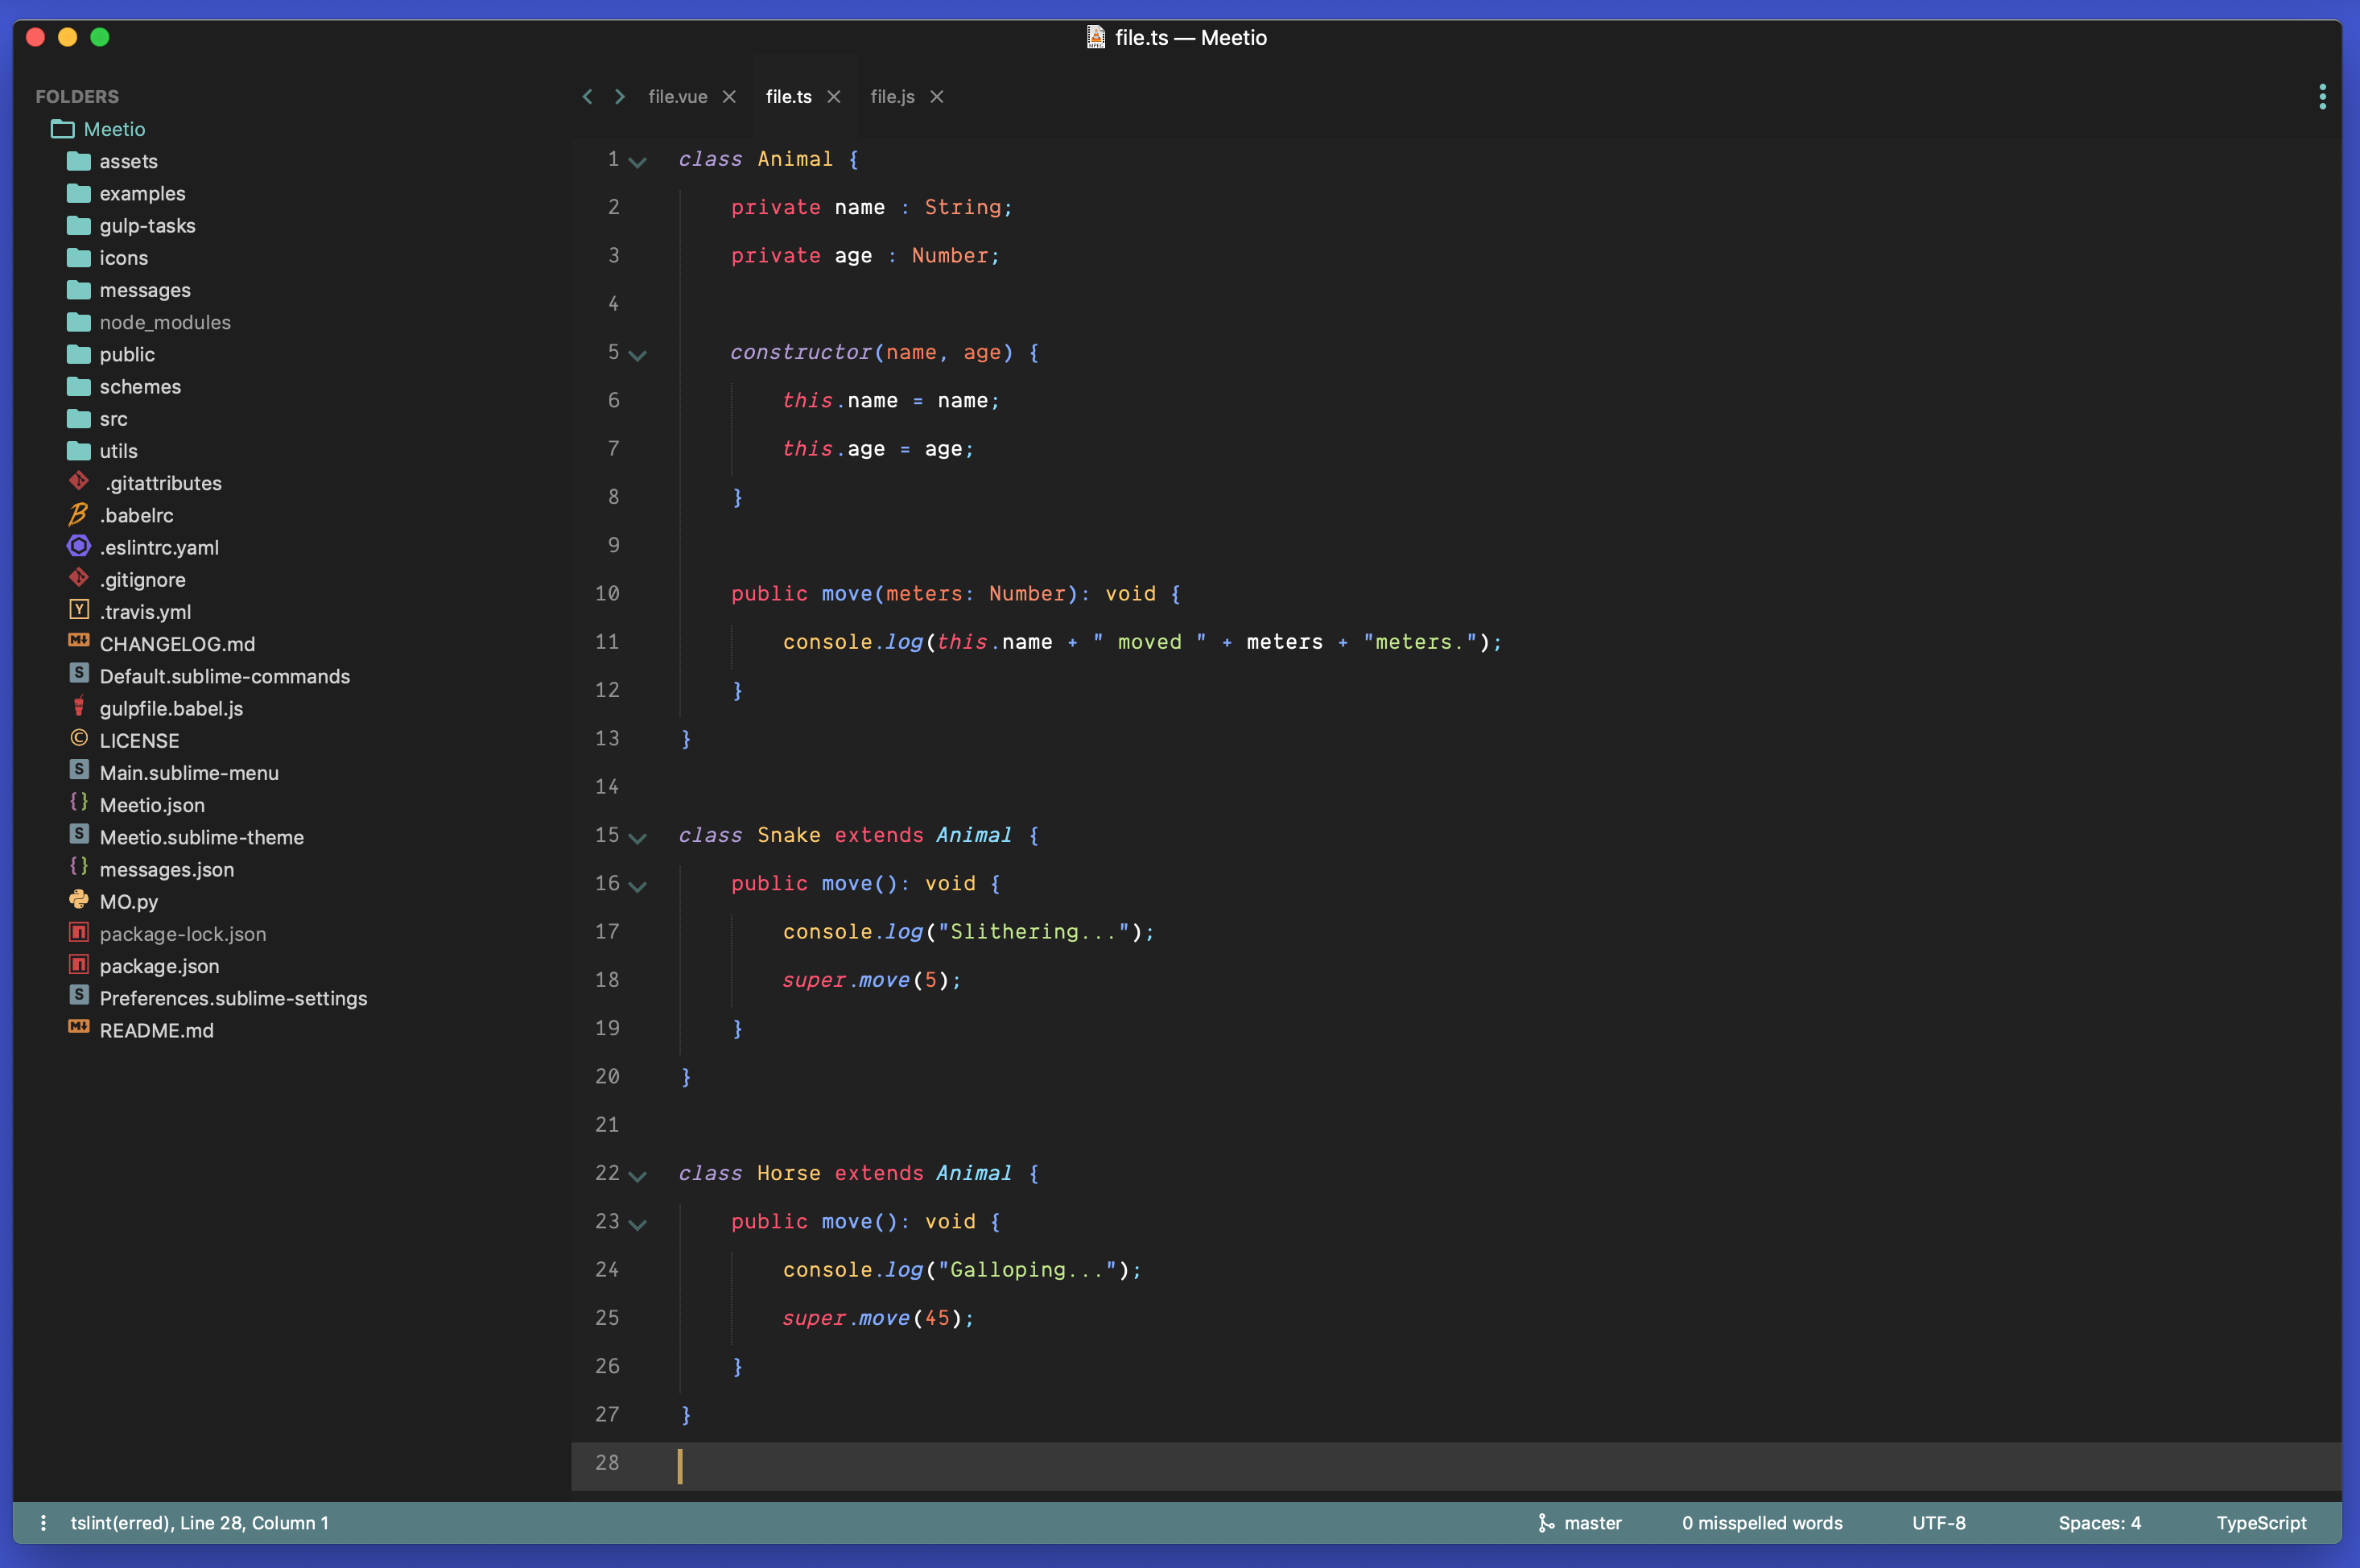 file.ts — Meetio
FOLDERS
Meetio
assets
examples
gulp-tasks
icons
messages
node_modules
public
schemes
src
utils
.gitattributes
.babelrc
.eslintrc.yaml
.gitignore
.travis.yml
CHANGELOG.md
Default.sublime-commands
gulpfile.babel.js
LICENSE
Main.sublime-menu
Meetio.json
Meetio.sublime-theme
messages.json
MO.py
package-lock.json
package.json
Preferences.sublime-settings
README.md
file.vue file.ts file.js
1 class Animal {
2     private name : String;
3     private age : Number;
4
5     constructor(name, age) {
6         this.name = name;
7         this.age = age;
8     }
9
10     public move(meters: Number): void {
11         console.log(this.name + " moved " + meters + "meters.");
12     }
13 }
14
15 class Snake extends Animal {
16     public move(): void {
17         console.log("Slithering...");
18         super.move(5);
19     }
20 }
21
22 class Horse extends Animal {
23     public move(): void {
24         console.log("Galloping...");
25         super.move(45);
26     }
27 }
28
tslint(erred), Line 28, Column 1 master 0 misspelled words UTF-8 Spaces: 4 TypeScript